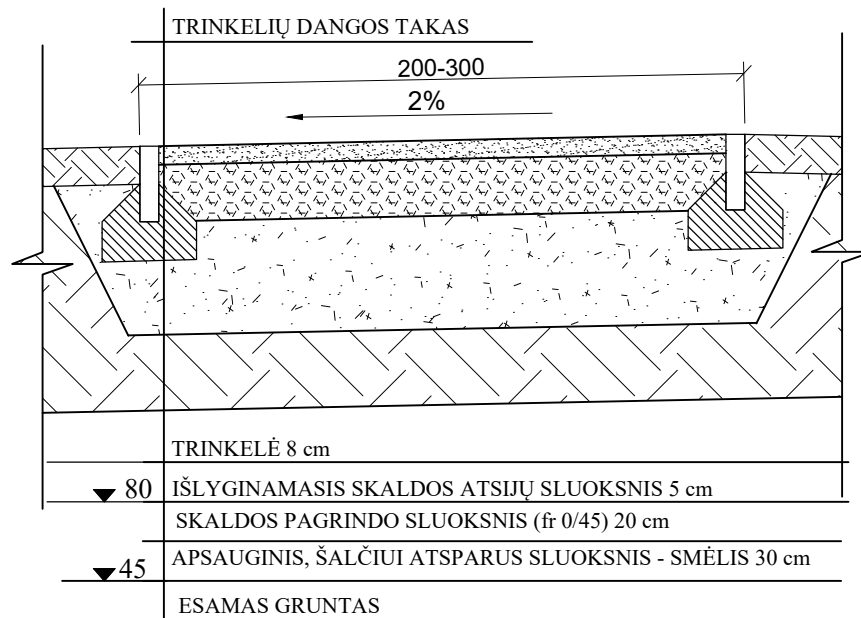 TRINKELIŲ DANGOS TAKAS
200-300
2%
TRINKELĖ 8 cm
80 IŠLYGINAMASIS SKALDOS ATSIJŲ SLUOKSNIS 5 cm
SKALDOS PAGRINDO SLUOKSNIS (fr 0/45) 20 cm
45 APSAUGINIS, ŠALČIUI ATSPARUS SLUOKSNIS - SMĖLIS 30 cm
ESAMAS GRUNTAS